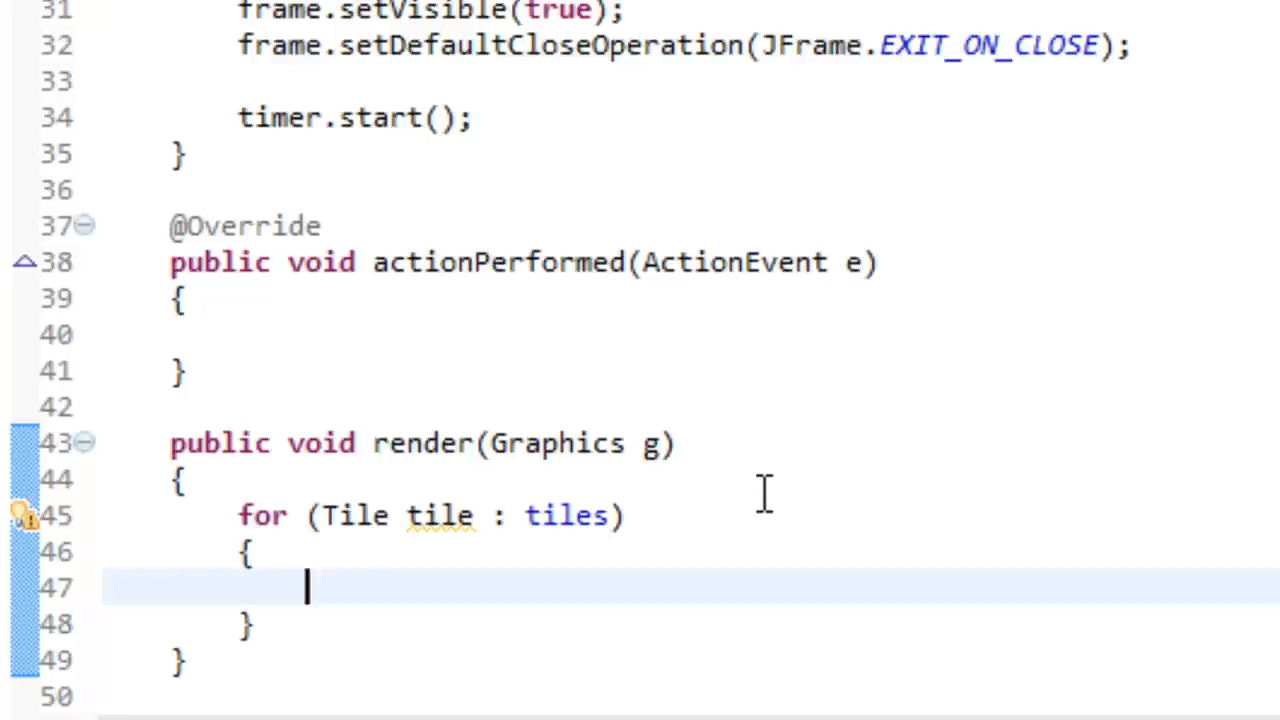 31 frame.setVisible(true);
32 frame.setDefaultCloseOperation(JFrame.EXIT_ON_CLOSE);
33
34 timer.start();
35 }
36
37 @Override
38 public void actionPerformed(ActionEvent e)
39 {
40
41 }
42
43 public void render(Graphics g)
44 {
45 for (Tile tile : tiles)
46 {
47
48 }
49 }
50